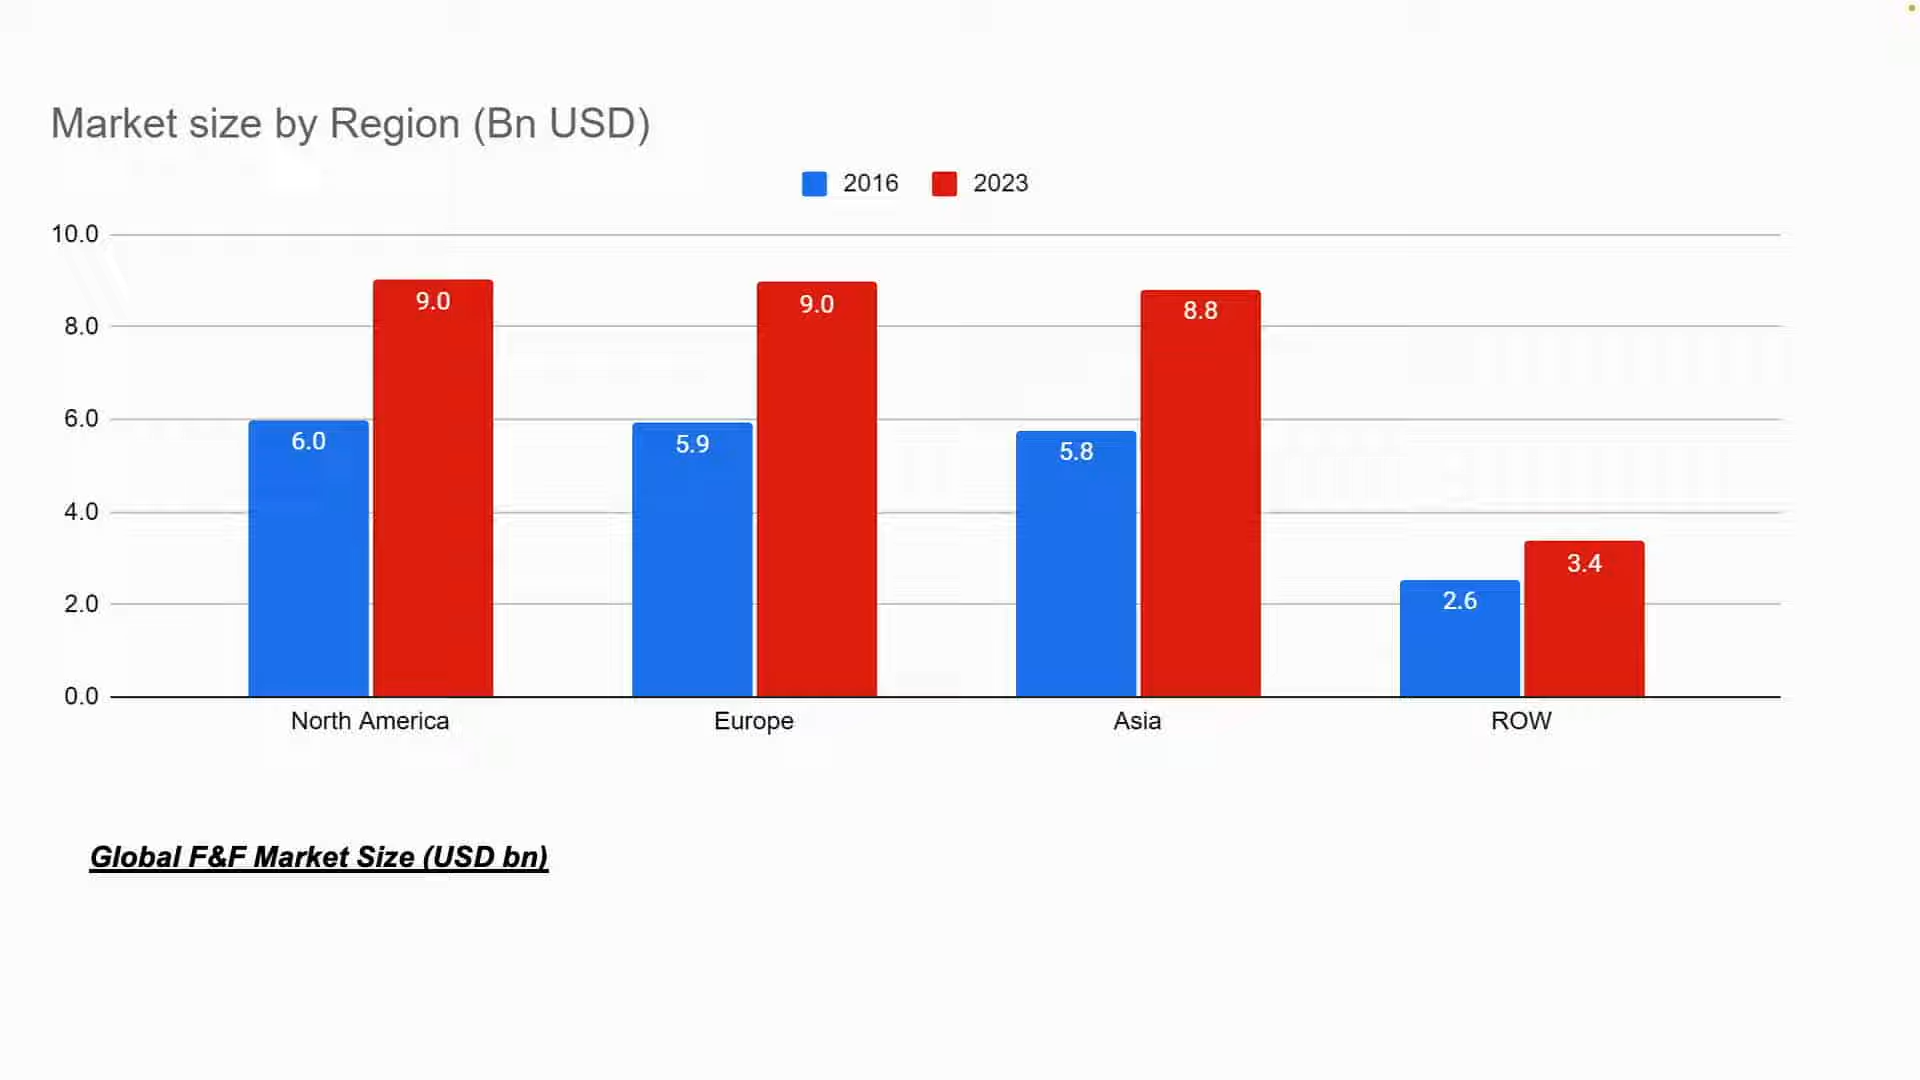 Market size by Region (Bn USD)
2016 2023
10.0
9.0 9.0 8.8
8.0
6.0
6.0 5.9 5.8
4.0
3.4
2.6
2.0
0.0
North America Europe Asia ROW
Global F&F Market Size (USD bn)